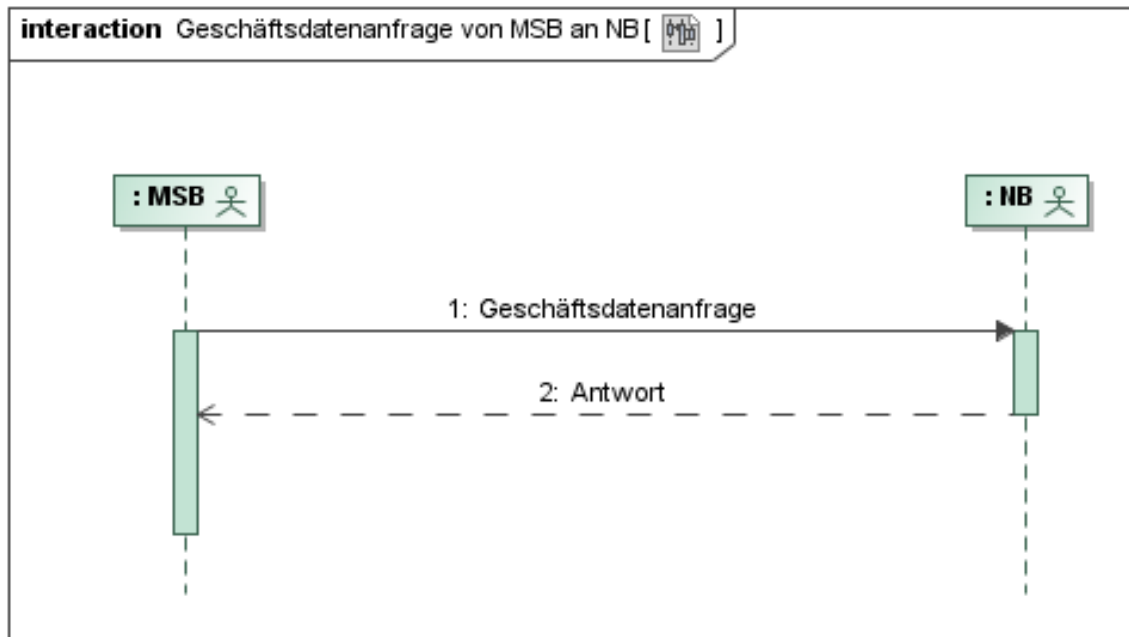 interaction Geschäftsdatenanfrage von MSB an NB [ ]
: MSB
: NB
1: Geschäftsdatenanfrage
2: Antwort